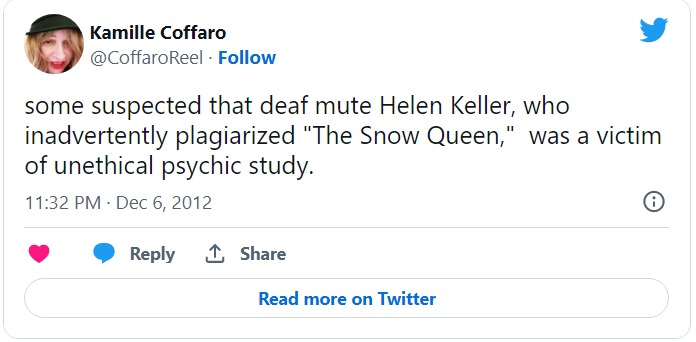 Kamille Coffaro
@CoffaroReel · Follow
some suspected that deaf mute Helen Keller, who
inadvertently plagiarized "The Snow Queen,"  was a victim
of unethical psychic study.
11:32 PM · Dec 6, 2012
Reply Share
Read more on Twitter